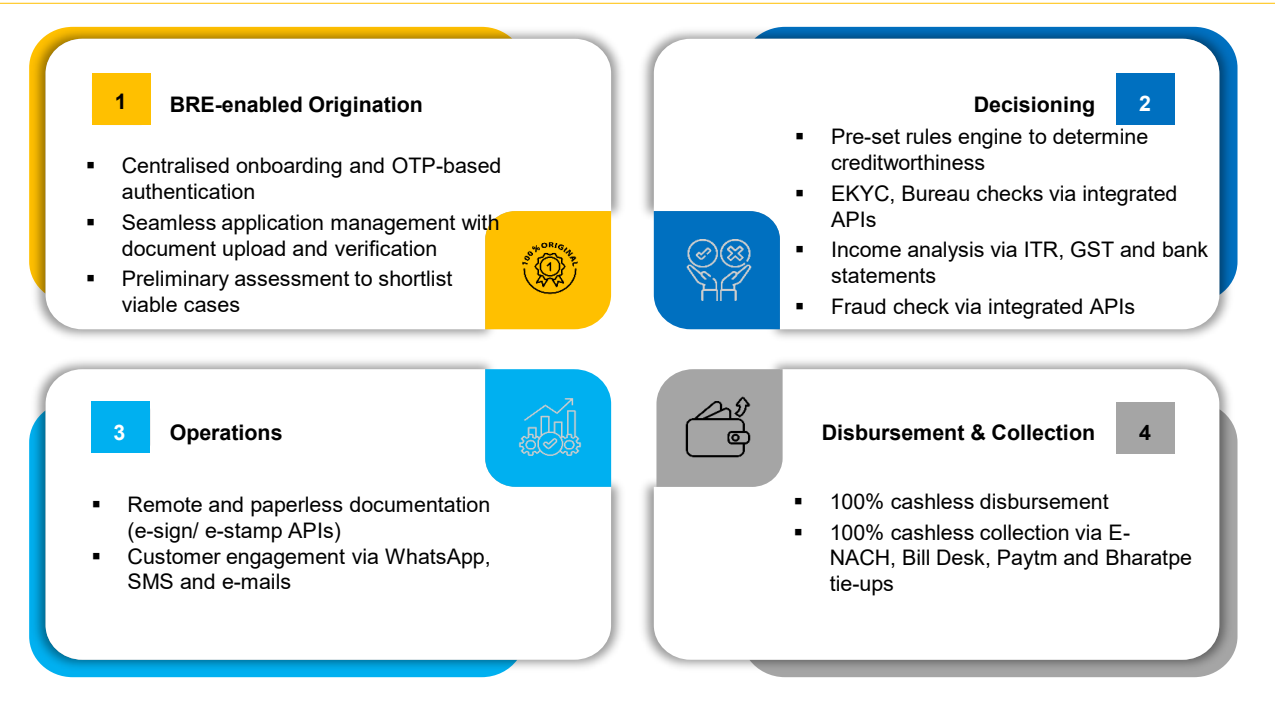 1
BRE-enabled Origination
▪ Centralised onboarding and OTP-based
authentication
▪ Seamless application management with
document upload and verification
▪ Preliminary assessment to shortlist
viable cases
100% ORIGINAL
1
Decisioning
2
▪ Pre-set rules engine to determine
creditworthiness
▪ EKYC, Bureau checks via integrated
APIs
▪ Income analysis via ITR, GST and bank
statements
▪ Fraud check via integrated APIs
3
Operations
▪ Remote and paperless documentation
(e-sign/ e-stamp APIs)
▪ Customer engagement via WhatsApp,
SMS and e-mails
Disbursement & Collection
4
▪ 100% cashless disbursement
▪ 100% cashless collection via E-
NACH, Bill Desk, Paytm and Bharatpe
tie-ups